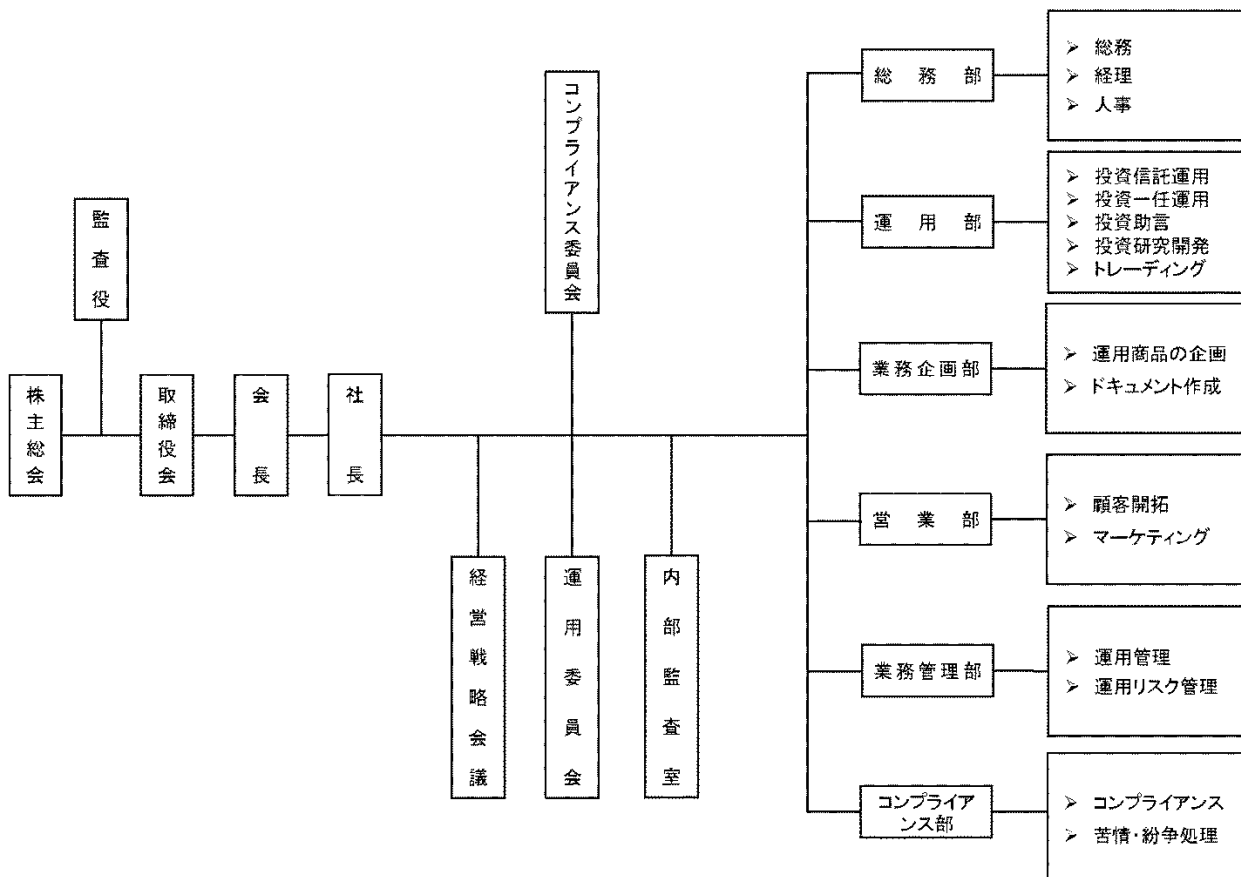 株主総会
監査役
取締役会
会長
社長
コンプライアンス委員会
経営戦略会議
運用委員会
内部監査室
総務部
➢ 総務
➢ 経理
➢ 人事
運用部
➢ 投資信託運用
➢ 投資一任運用
➢ 投資助言
➢ 投資研究開発
➢ トレーディング
業務企画部
➢ 運用商品の企画
➢ ドキュメント作成
営業部
➢ 顧客開拓
➢ マーケティング
業務管理部
➢ 運用管理
➢ 運用リスク管理
コンプライア
ンス部
➢ コンプライアンス
➢ 苦情・紛争処理